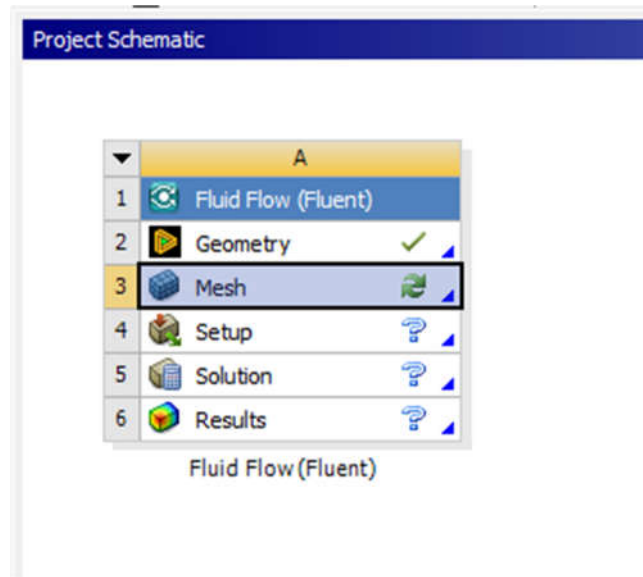 Project Schematic
A
1 Fluid Flow (Fluent)
2 Geometry
3 Mesh
4 Setup
5 Solution
6 Results
Fluid Flow (Fluent)